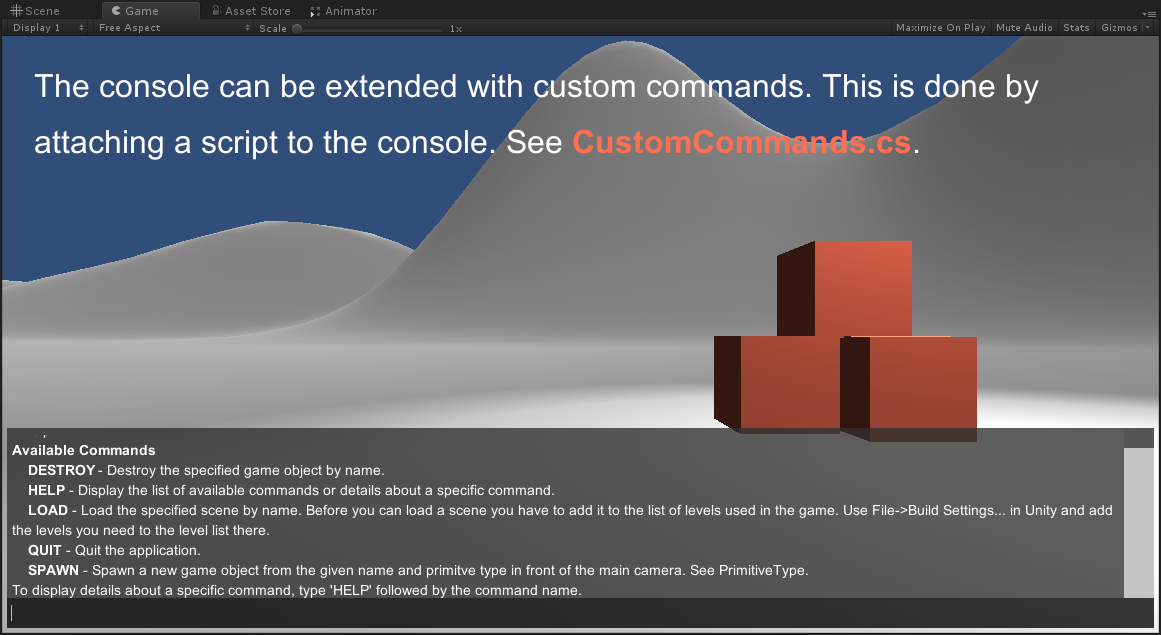 Scene
Game
Asset Store
Animator
Display 1
Free Aspect
Scale
1x
Maximize On Play
Mute Audio
Stats
Gizmos
The console can be extended with custom commands. This is done by
attaching a script to the console. See CustomCommands.cs.
Available Commands
DESTROY - Destroy the specified game object by name.
HELP - Display the list of available commands or details about a specific command.
LOAD - Load the specified scene by name. Before you can load a scene you have to add it to the list of levels used in the game. Use File->Build Settings... in Unity and add
the levels you need to the level list there.
QUIT - Quit the application.
SPAWN - Spawn a new game object from the given name and primitve type in front of the main camera. See PrimitiveType.
To display details about a specific command, type 'HELP' followed by the command name.